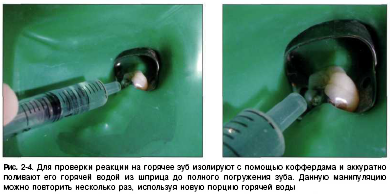 Рис. 2-4. Для проверки реакции на горячее зуб изолируют с помощью коффердама и аккуратно
поливают его горячей водой из шприца до полного погружения зуба. Данную манипуляцию
можно повторить несколько раз, используя новую порцию горячей воды